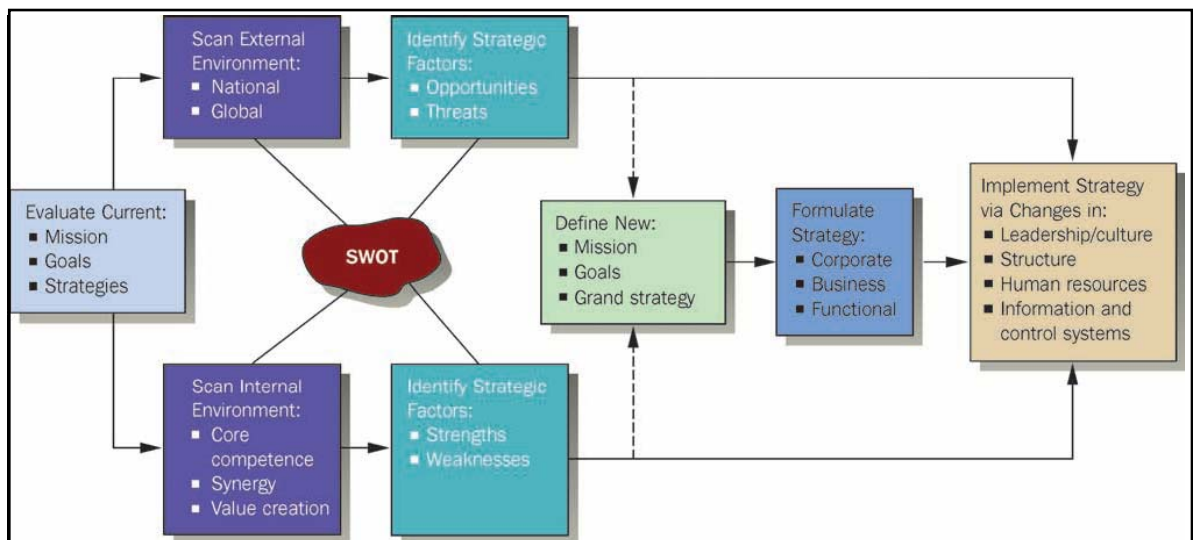 Scan External
Environment:
National
Global
Identify Strategic
Factors:
Opportunities
Threats
Evaluate Current:
Mission
Goals
Strategies
SWOT
Define New:
Mission
Goals
Grand strategy
Formulate
Strategy:
Corporate
Business
Functional
Implement Strategy
via Changes in:
Leadership/culture
Structure
Human resources
Information and
control systems
Scan Internal
Environment:
Core
competence
Synergy
Value creation
Identify Strategic
Factors:
Strengths
Weaknesses